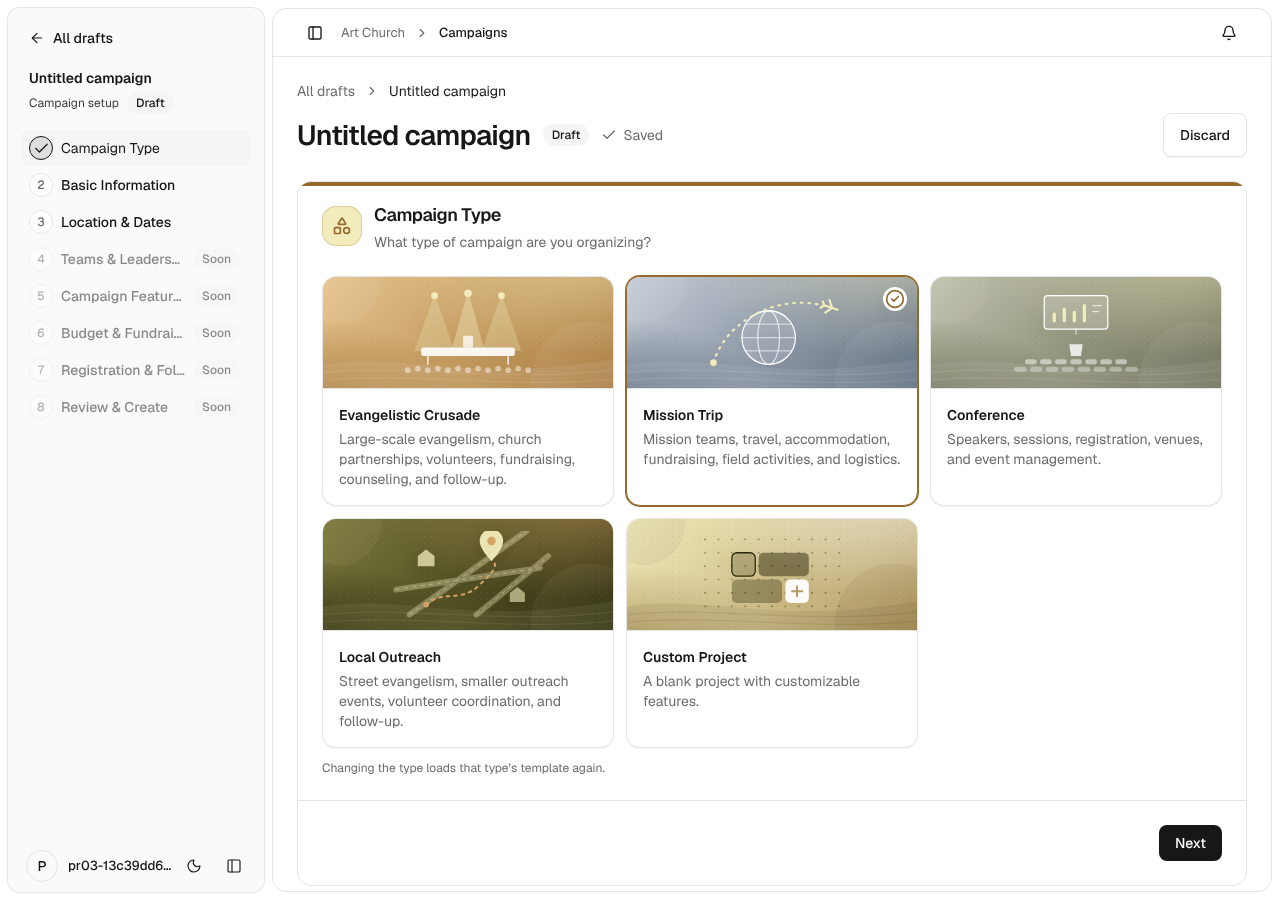 All drafts
Untitled campaign
Campaign setup Draft
Campaign Type
2 Basic Information
3 Location & Dates
4 Teams & Leaders... Soon
5 Campaign Featur... Soon
6 Budget & Fundrai... Soon
7 Registration & Fol... Soon
8 Review & Create Soon
P pr03-13c39dd6...
Art Church > Campaigns
All drafts > Untitled campaign
Untitled campaign Draft Saved
Discard
Campaign Type
What type of campaign are you organizing?
Evangelistic Crusade
Large-scale evangelism, church
partnerships, volunteers, fundraising,
counseling, and follow-up.
Mission Trip
Mission teams, travel, accommodation,
fundraising, field activities, and logistics.
Conference
Speakers, sessions, registration, venues,
and event management.
Local Outreach
Street evangelism, smaller outreach
events, volunteer coordination, and
follow-up.
Custom Project
A blank project with customizable
features.
Changing the type loads that type's template again.
Next